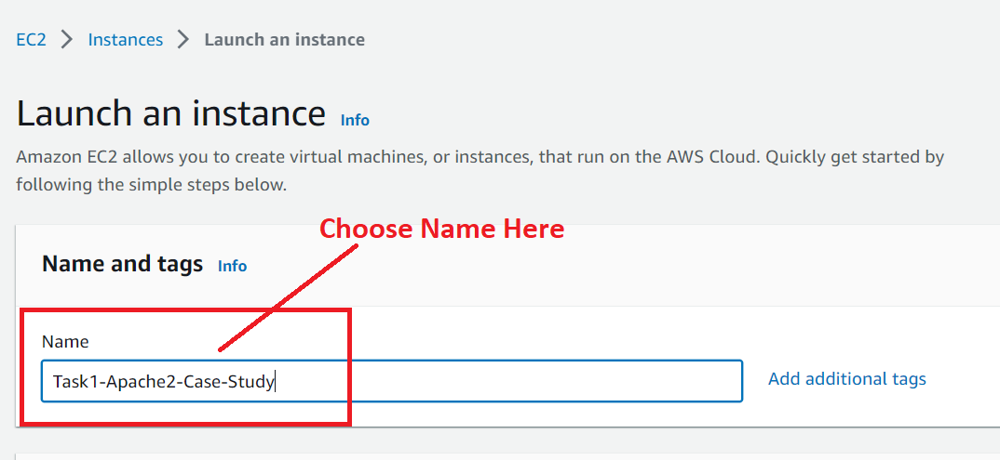 EC2 > Instances > Launch an instance
Launch an instance Info
Amazon EC2 allows you to create virtual machines, or instances, that run on the AWS Cloud. Quickly get started by
following the simple steps below.
Choose Name Here
Name and tags Info
Name
Task1-Apache2-Case-Study
Add additional tags